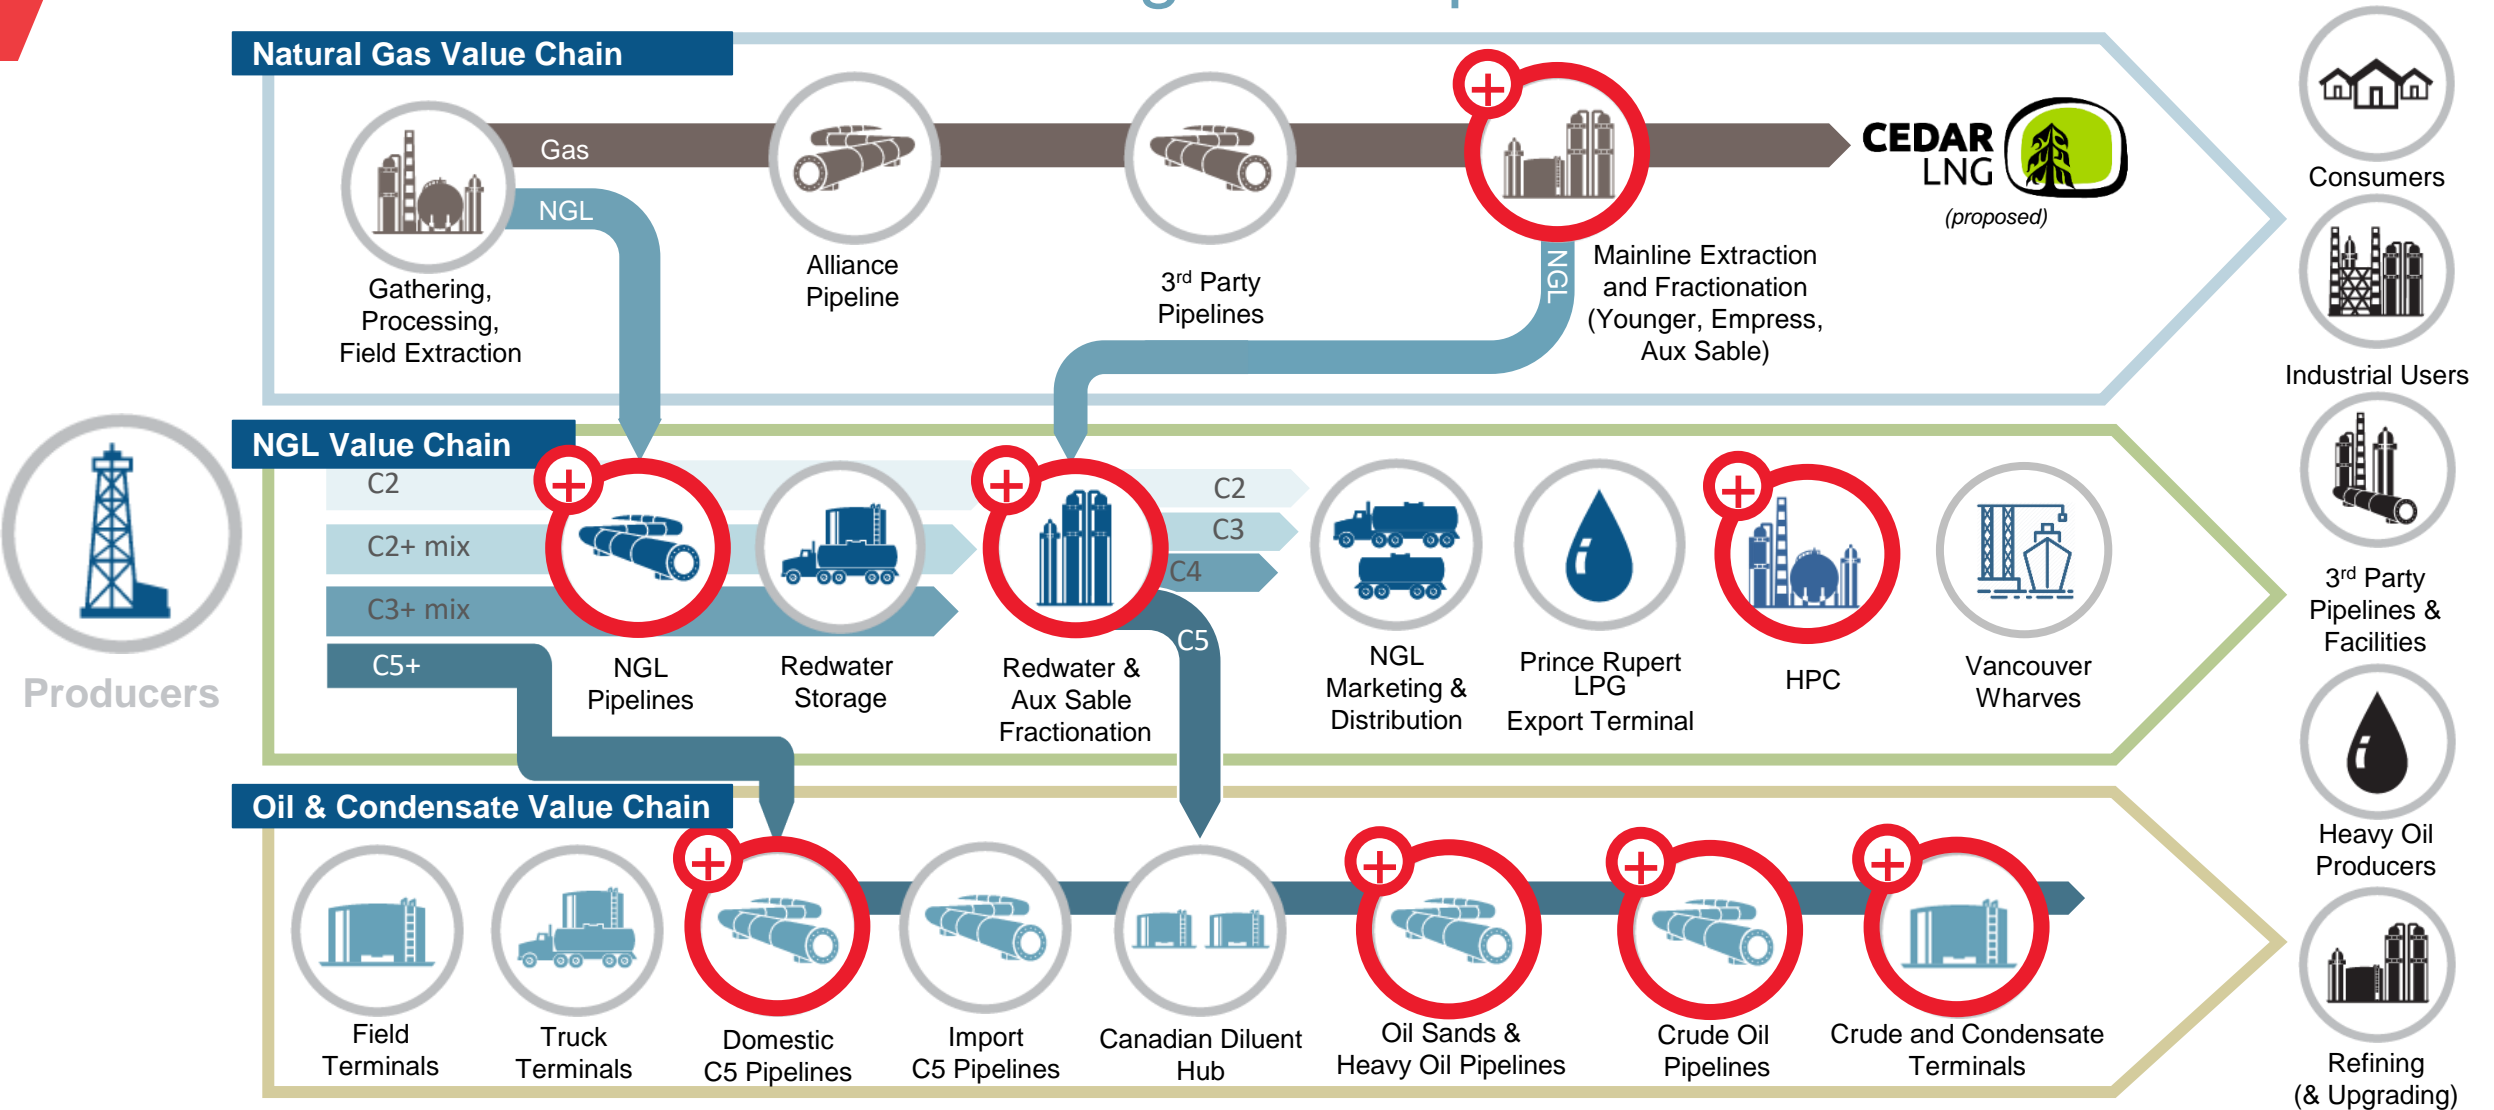 Natural Gas Value Chain
Gas
NGL
Gathering,
Processing,
Field Extraction
Alliance
Pipeline
3rd Party
Pipelines
NGL
Mainline Extraction
and Fractionation
(Younger, Empress,
Aux Sable)
CEDAR
LNG
(proposed)
Consumers
Industrial Users
3rd Party
Pipelines &
Facilities
Heavy Oil
Producers
Refining
(& Upgrading)
Producers
NGL Value Chain
C2
C2+ mix
C3+ mix
C5+
NGL
Pipelines
Redwater
Storage
Redwater &
Aux Sable
Fractionation
C2
C3
C4
C5
NGL
Marketing &
Distribution
Prince Rupert
LPG
Export Terminal
HPC
Vancouver
Wharves
Oil & Condensate Value Chain
Field
Terminals
Truck
Terminals
Domestic
C5 Pipelines
Import
C5 Pipelines
Canadian Diluent
Hub
Oil Sands &
Heavy Oil Pipelines
Crude Oil
Pipelines
Crude and Condensate
Terminals